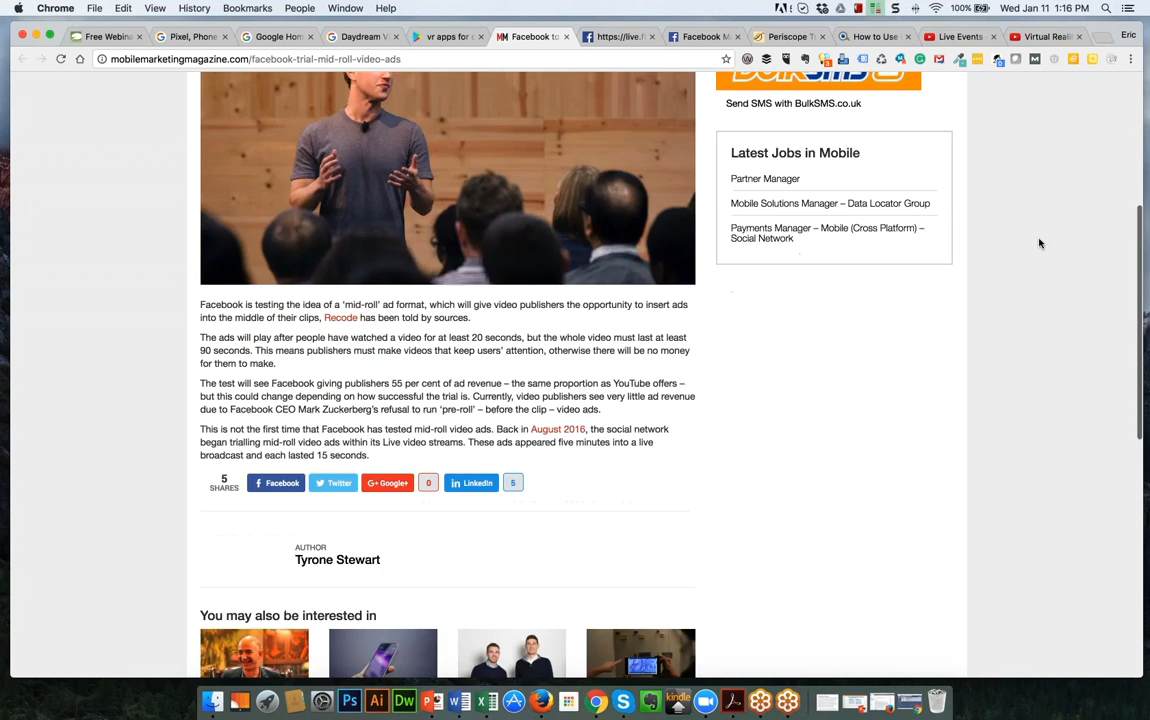 Chrome File Edit View History Bookmarks People Window Help 100% Wed Jan 11 1:16 PM
Free Webina Pixel, Phone Google Hom Daydream V vr apps for c Facebook to https://live.f Facebook M Periscope T How to Use Live Events Virtual Reali Eric
mobilemarketingmagazine.com/facebook-trial-mid-roll-video-ads
Send SMS with BulkSMS.co.uk
Latest Jobs in Mobile
Partner Manager
Mobile Solutions Manager – Data Locator Group
Payments Manager – Mobile (Cross Platform) –
Social Network
Facebook is testing the idea of a ‘mid-roll’ ad format, which will give video publishers the opportunity to insert ads
into the middle of their clips, Recode has been told by sources.
The ads will play after people have watched a video for at least 20 seconds, but the whole video must last at least
90 seconds. This means publishers must make videos that keep users’ attention, otherwise there will be no money
for them to make.
The test will see Facebook giving publishers 55 per cent of ad revenue – the same proportion as YouTube offers –
but this could change depending on how successful the trial is. Currently, video publishers see very little ad revenue
due to Facebook CEO Mark Zuckerberg’s refusal to run ‘pre-roll’ – before the clip – video ads.
This is not the first time that Facebook has tested mid-roll video ads. Back in August 2016, the social network
began trialling mid-roll video ads within its Live video streams. These ads appeared five minutes into a live
broadcast and each lasted 15 seconds.
5
SHARES
Facebook Twitter G+ Google+ 0 in LinkedIn 5
AUTHOR
Tyrone Stewart
You may also be interested in
Ps Ai Dw kindle